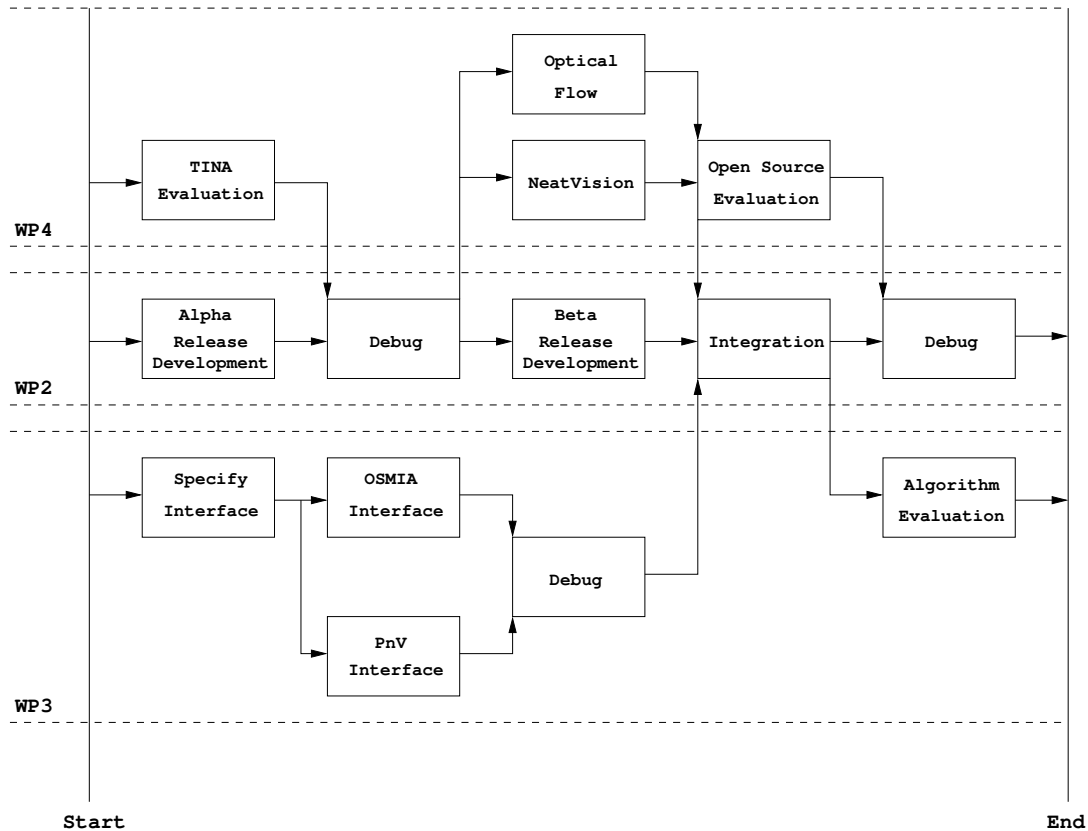 Optical
Flow
TINA
Evaluation
NeatVision
Open Source
Evaluation
WP4
Alpha
Release
Development
Debug
Beta
Release
Development
Integration
Debug
WP2
Specify
Interface
OSMIA
Interface
Algorithm
Evaluation
Debug
PnV
Interface
WP3
Start
End